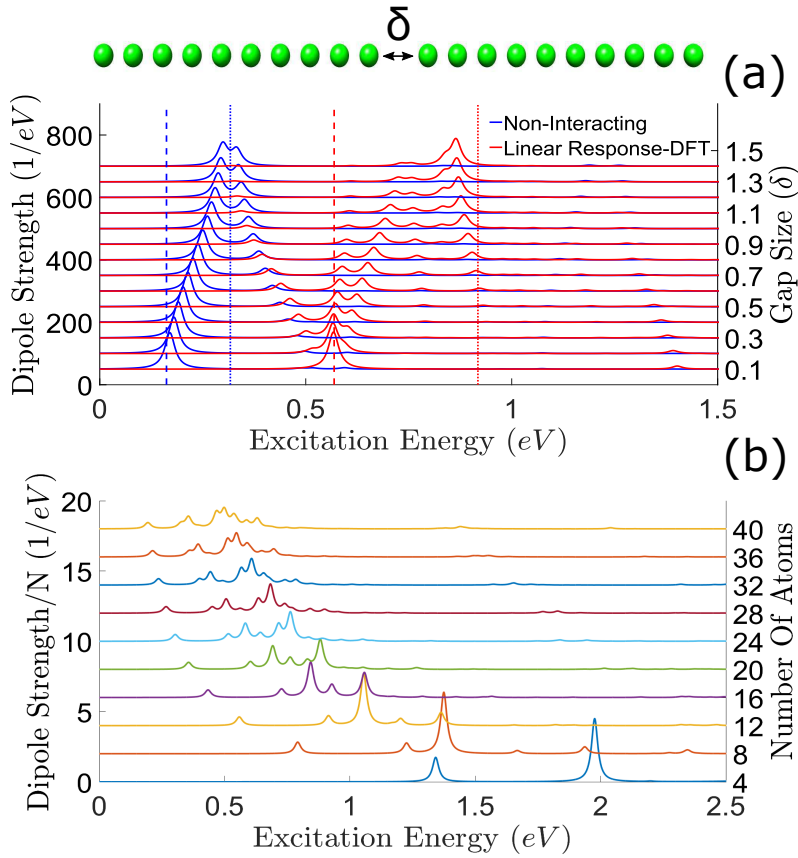 δ
(a)
Dipole Strength (1/eV)
800
600
400
200
0
Non-Interacting
Linear Response-DFT
1.5
1.3
1.1
0.9
0.7
0.5
0.3
0.1
Gap Size (δ)
0 0.5 1 1.5
Excitation Energy (eV)
(b)
Dipole Strength/N (1/eV)
20
15
10
5
0
40
36
32
28
24
20
16
12
8
4
Number Of Atoms
0 0.5 1 1.5 2 2.5
Excitation Energy (eV)